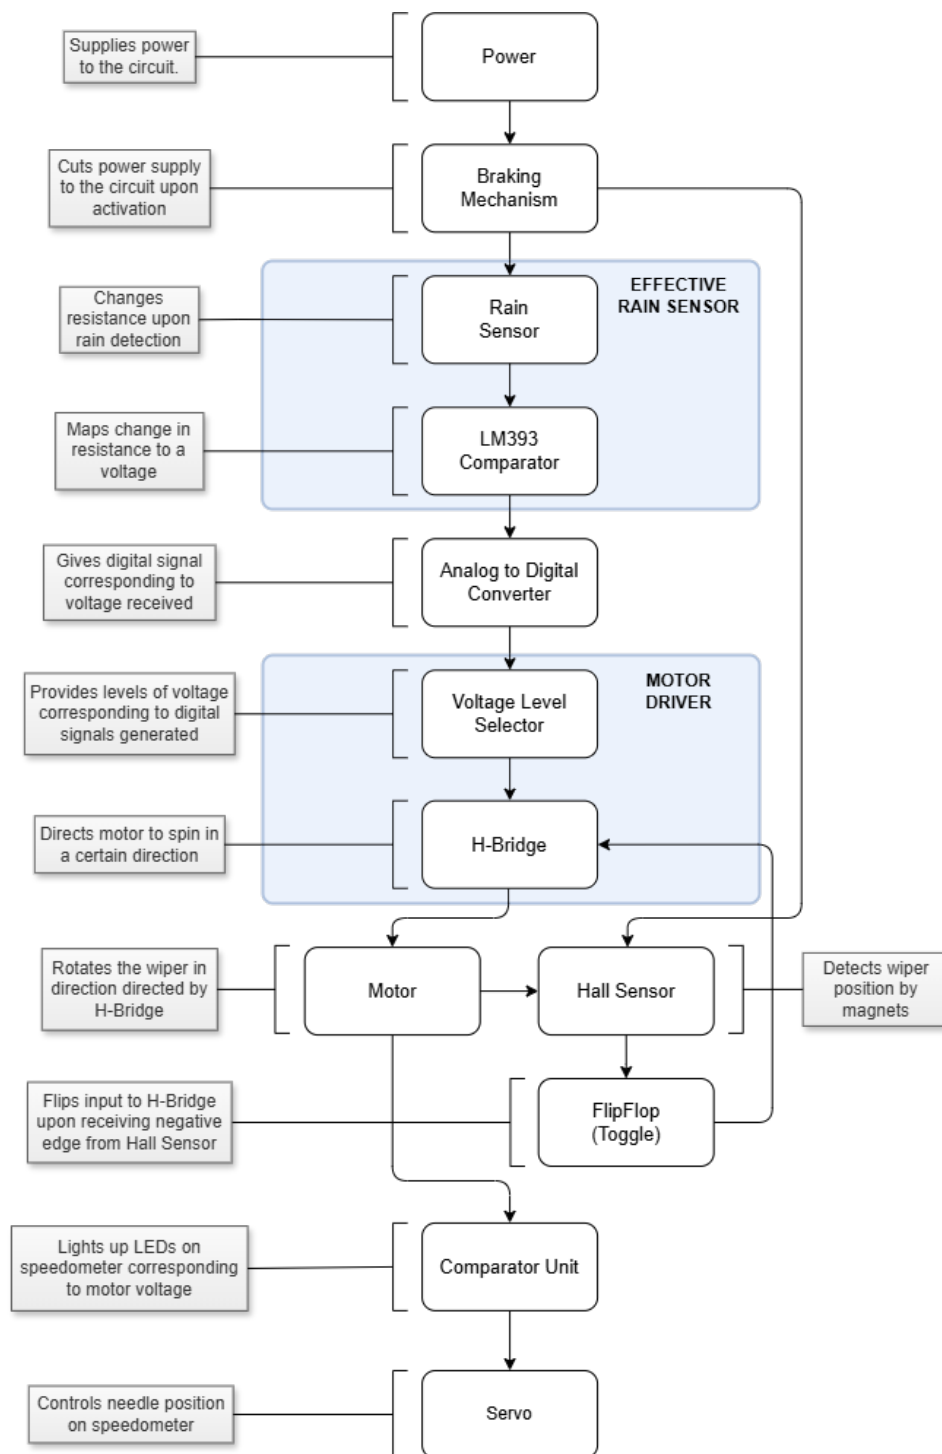 Supplies power
to the circuit.
Power
Cuts power supply
to the circuit upon
activation
Braking
Mechanism
EFFECTIVE
RAIN SENSOR
Changes
resistance upon
rain detection
Rain
Sensor
Maps change in
resistance to a
voltage
LM393
Comparator
Gives digital signal
corresponding to
voltage received
Analog to Digital
Converter
MOTOR
DRIVER
Provides levels of voltage
corresponding to digital
signals generated
Voltage Level
Selector
Directs motor to spin in
a certain direction
H-Bridge
Rotates the wiper in
direction directed by
H-Bridge
Motor
Hall Sensor
Detects wiper
position by
magnets
Flips input to H-Bridge
upon receiving negative
edge from Hall Sensor
FlipFlop
(Toggle)
Lights up LEDs on
speedometer corresponding
to motor voltage
Comparator Unit
Controls needle position
on speedometer
Servo